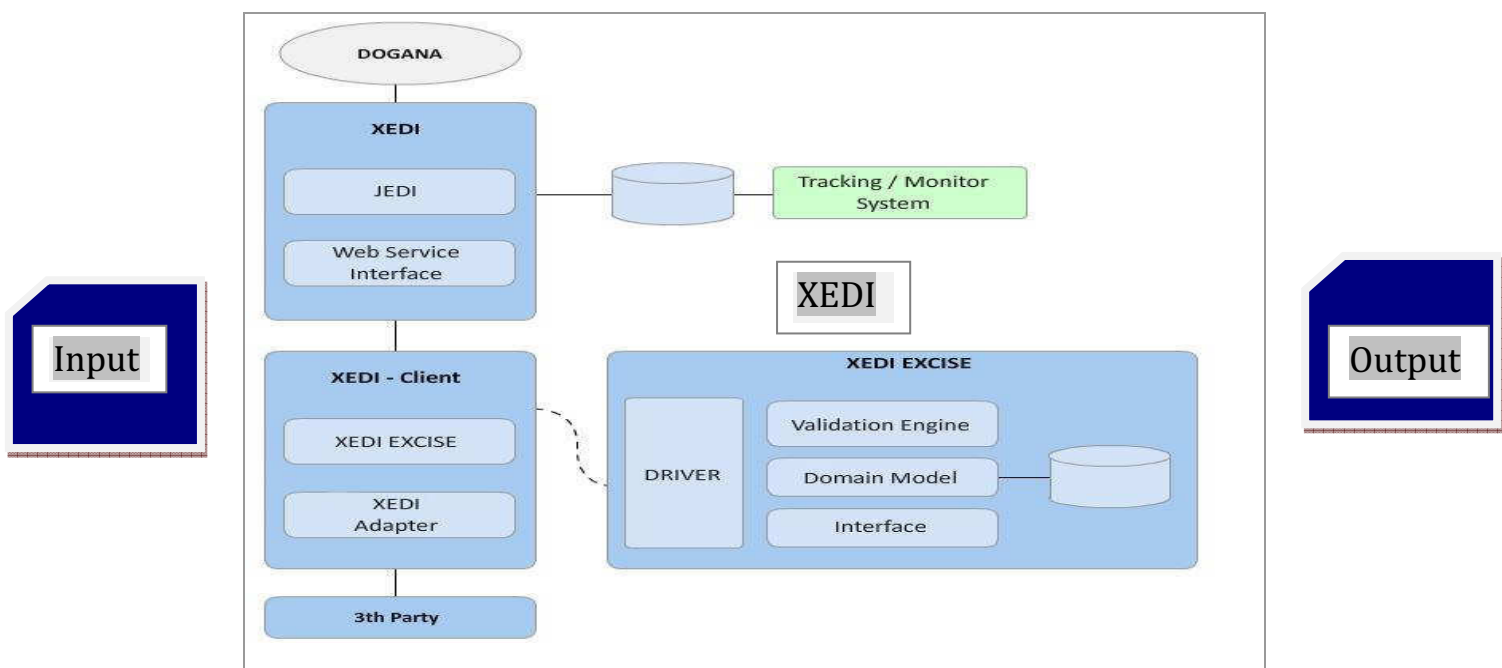 DOGANA
XEDI
JEDI
Web Service
Interface
Tracking / Monitor
System
XEDI
Input
Output
XEDI - Client
XEDI EXCISE
XEDI
Adapter
XEDI EXCISE
DRIVER
Validation Engine
Domain Model
Interface
3th Party